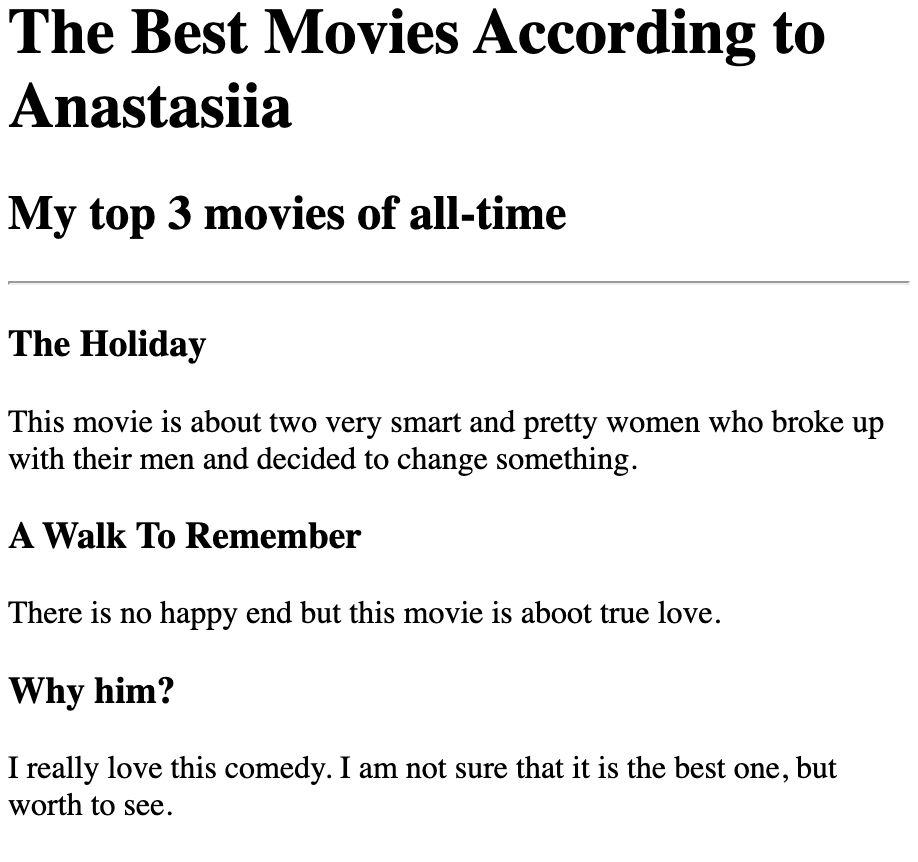 The Best Movies According to
Anastasiia
My top 3 movies of all-time
The Holiday
This movie is about two very smart and pretty women who broke up
with their men and decided to change something.
A Walk To Remember
There is no happy end but this movie is aboot true love.
Why him?
I really love this comedy. I am not sure that it is the best one, but
worth to see.